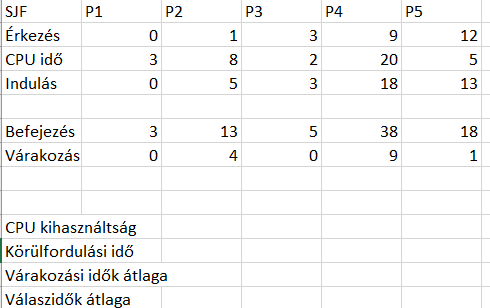 SJF P1 P2 P3 P4 P5
Érkezés 0 1 3 9 12
CPU idő 3 8 2 20 5
Indulás 0 5 3 18 13
Befejezés 3 13 5 38 18
Várakozás 0 4 0 9 1
CPU kihasználtság
Körülfordulási idő
Várakozási idők átlaga
Válaszidők átlaga